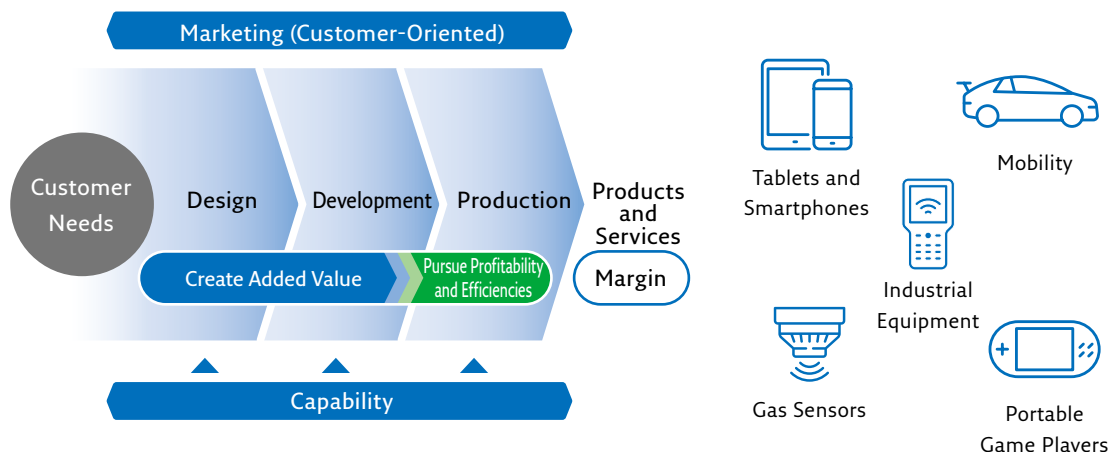 Marketing (Customer-Oriented)
Customer
Needs
Design
Development
Production
Products
and
Services
Create Added Value
Pursue Profitability
and Efficiencies
Margin
Capability
Tablets and
Smartphones
Mobility
Industrial
Equipment
Gas Sensors
Portable
Game Players